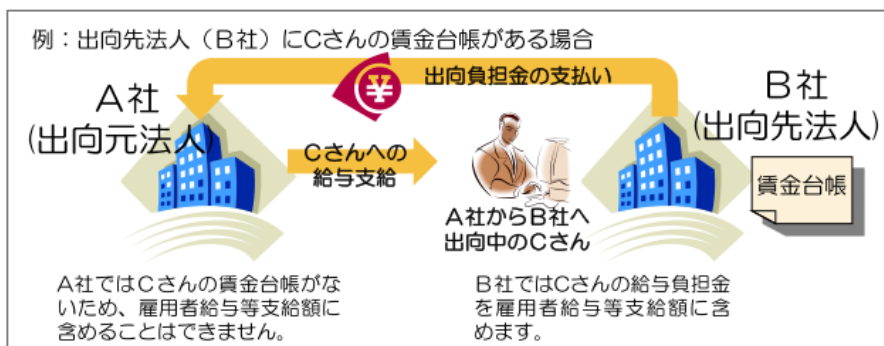 例：出向先法人（B社）にCさんの賃金台帳がある場合
出向負担金の支払い
¥
A社
(出向元法人)
B社
(出向先法人)
Cさんへの
給与支給
賃金台帳
A社からB社へ
出向中のCさん
A社ではCさんの賃金台帳がな
いため、雇用者給与等支給額に
含めることはできません。
B社ではCさんの給与負担金
を雇用者給与等支給額に含
めます。